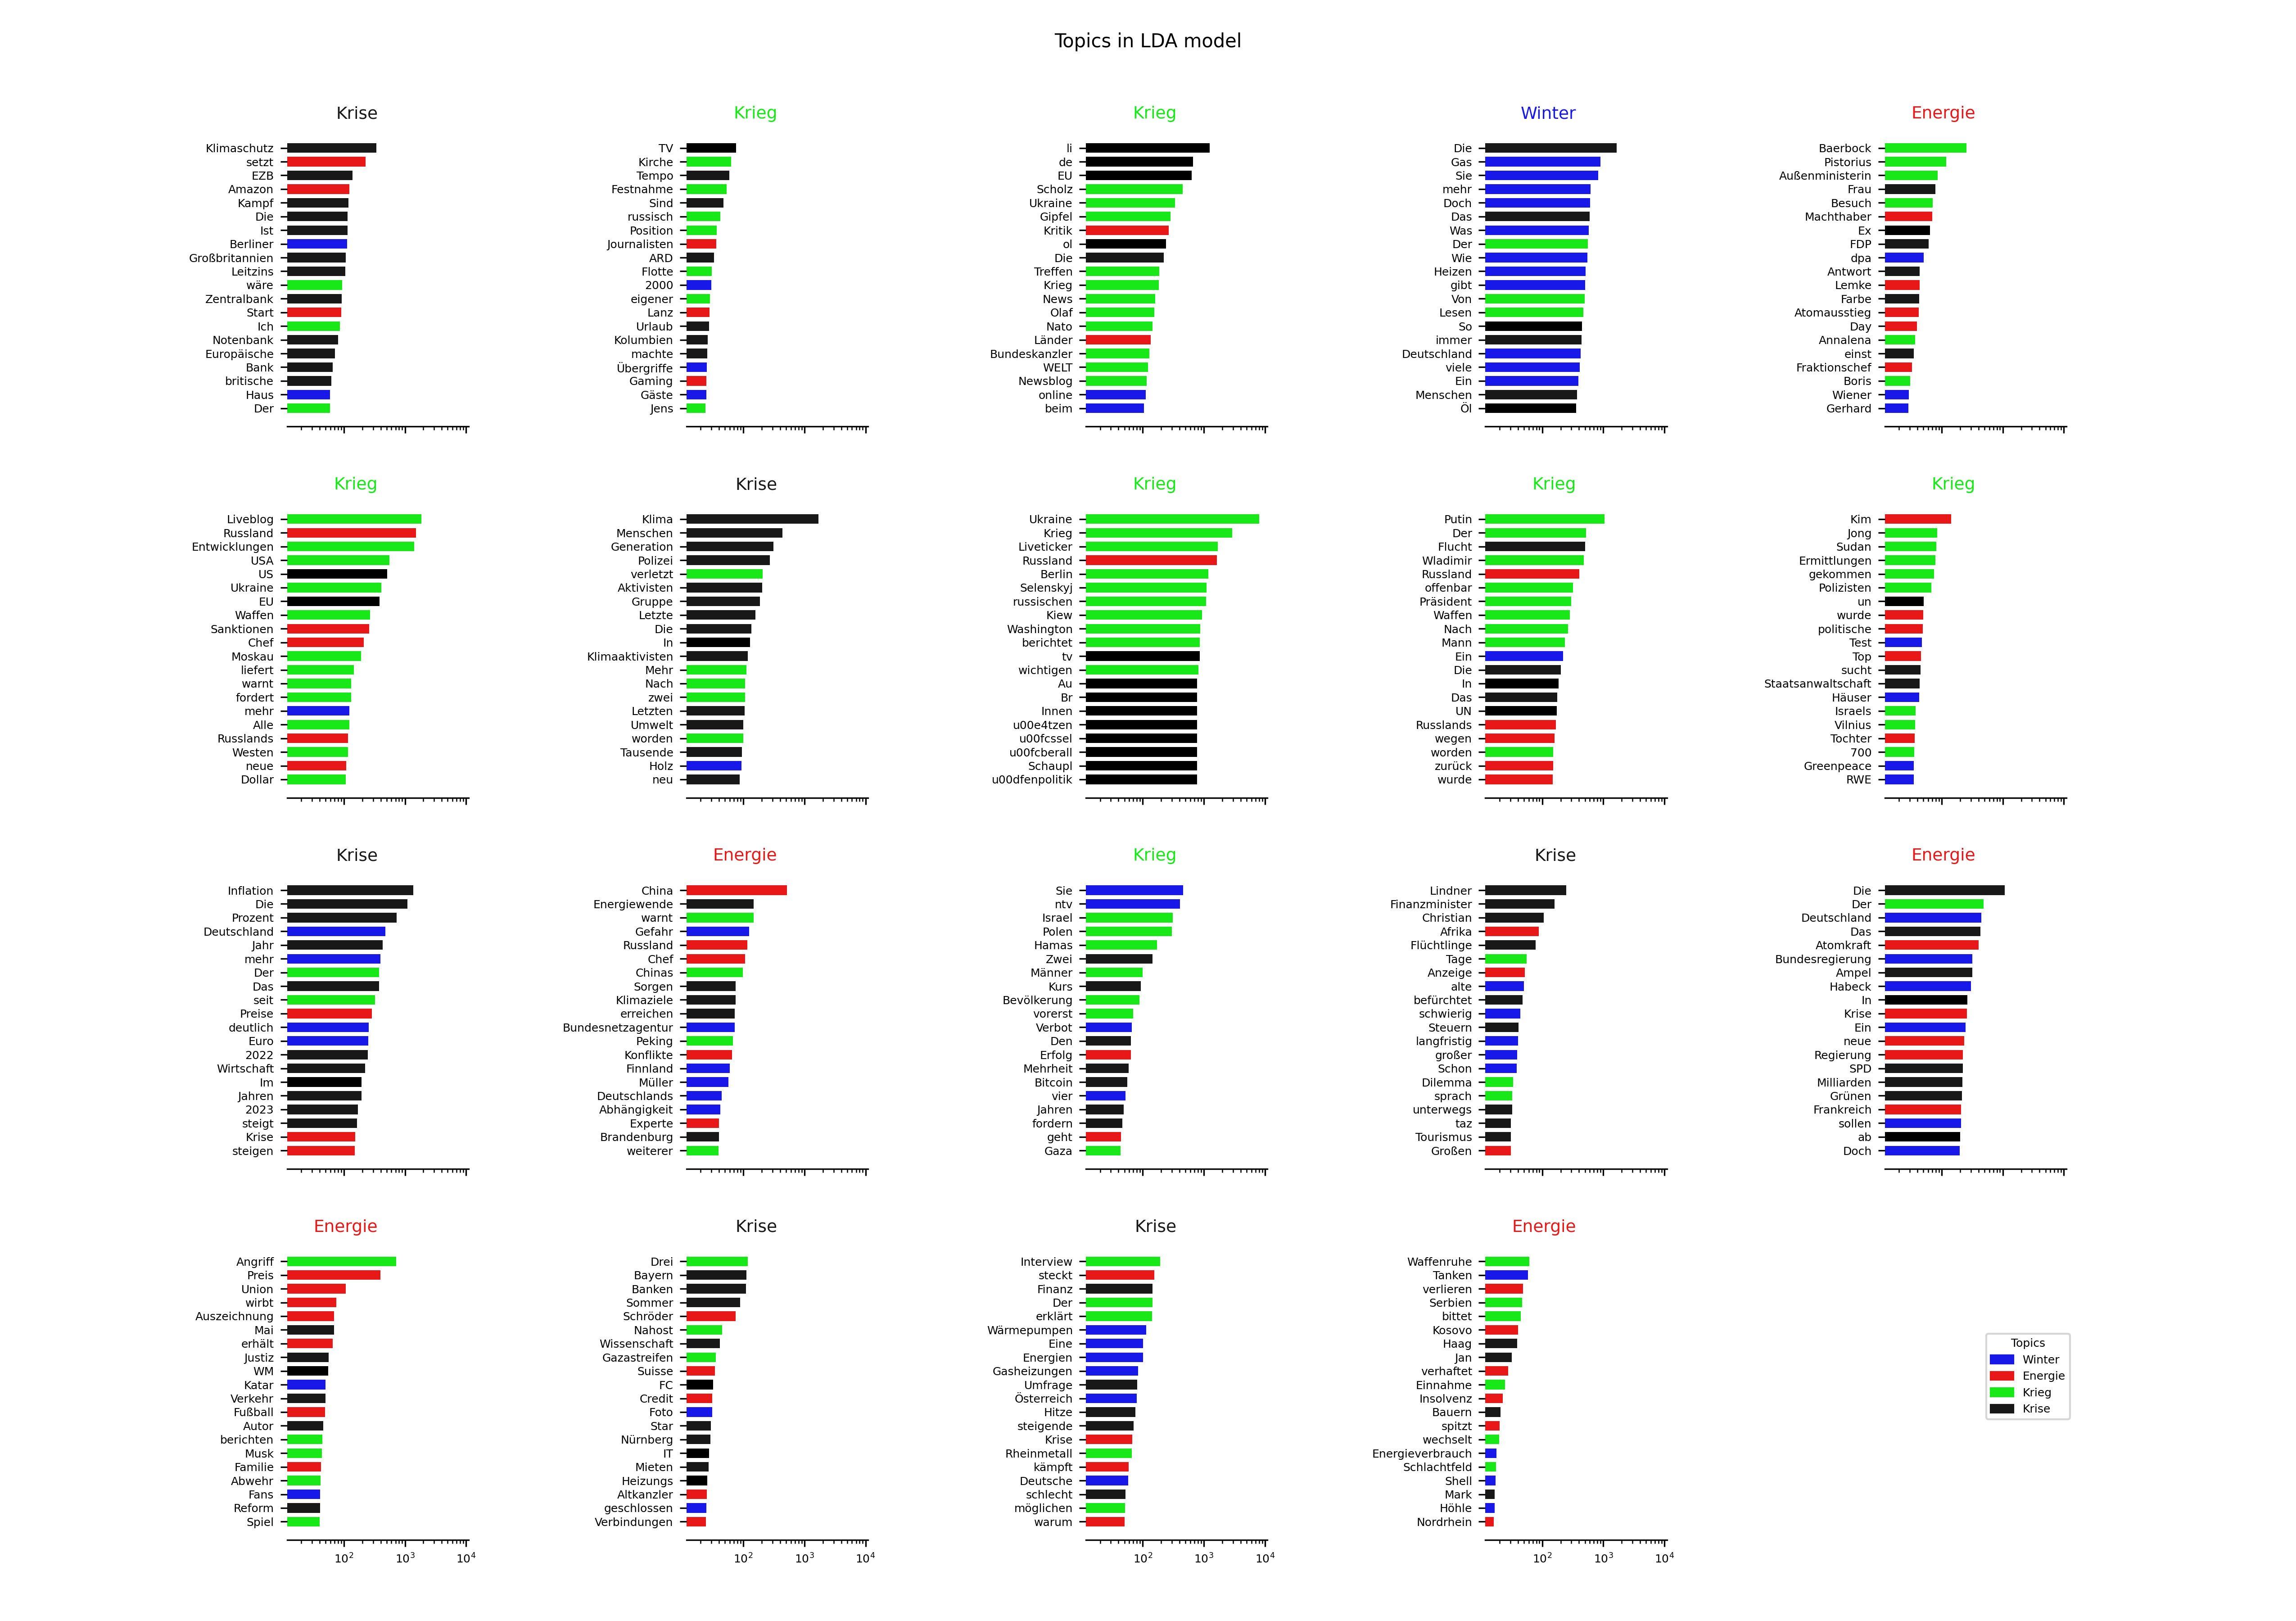 Topics in LDA model
Krise
Klimaschutz
setzt
EZB
Amazon
Kampf
Die
Ist
Berliner
Großbritannien
Leitzins
wäre
Zentralbank
Start
Ich
Notenbank
Europäische
Bank
britische
Haus
Der
Krieg
TV
Kirche
Tempo
Festnahme
Sind
russisch
Position
Journalisten
ARD
Flotte
2000
eigener
Lanz
Urlaub
Kolumbien
machte
Übergriffe
Gaming
Gäste
Jens
Krieg
li
de
EU
Scholz
Ukraine
Gipfel
Kritik
ol
Die
Treffen
Krieg
News
Olaf
Nato
Länder
Bundeskanzler
WELT
Newsblog
online
beim
Winter
Die
Gas
Sie
mehr
Doch
Das
Was
Der
Wie
Heizen
gibt
Von
Lesen
So
immer
Deutschland
viele
Ein
Menschen
Öl
Energie
Baerbock
Pistorius
Außenministerin
Frau
Besuch
Machthaber
Ex
FDP
dpa
Antwort
Lemke
Farbe
Atomausstieg
Day
Annalena
einst
Fraktionschef
Boris
Wiener
Gerhard
Krieg
Liveblog
Russland
Entwicklungen
USA
US
Ukraine
EU
Waffen
Sanktionen
Chef
Moskau
liefert
warnt
fordert
mehr
Alle
Russlands
Westen
neue
Dollar
Krise
Klima
Menschen
Generation
Polizei
verletzt
Aktivisten
Gruppe
Letzte
Die
In
Klimaaktivisten
Mehr
Nach
zwei
Letzten
Umwelt
worden
Tausende
Holz
neu
Krieg
Ukraine
Krieg
Liveticker
Russland
Berlin
Selenskyj
russischen
Kiew
Washington
berichtet
tv
wichtigen
Au
Br
Innen
u00e4tzen
u00fcssel
u00fcberall
Schaupl
u00dfenpolitik
Krieg
Putin
Der
Flucht
Wladimir
Russland
offenbar
Präsident
Waffen
Nach
Mann
Ein
Die
In
Das
UN
Russlands
wegen
worden
zurück
wurde
Krieg
Kim
Jong
Sudan
Ermittlungen
gekommen
Polizisten
un
wurde
politische
Test
Top
sucht
Staatsanwaltschaft
Häuser
Israels
Vilnius
Tochter
700
Greenpeace
RWE
Krise
Inflation
Die
Prozent
Deutschland
Jahr
mehr
Der
Das
seit
Preise
deutlich
Euro
2022
Wirtschaft
Im
Jahren
2023
steigt
Krise
steigen
Energie
China
Energiewende
warnt
Gefahr
Russland
Chef
Chinas
Sorgen
Klimaziele
erreichen
Bundesnetzagentur
Peking
Konflikte
Finnland
Müller
Deutschlands
Abhängigkeit
Experte
Brandenburg
weiterer
Krieg
Sie
ntv
Israel
Polen
Hamas
Zwei
Männer
Kurs
Bevölkerung
vorerst
Verbot
Den
Erfolg
Mehrheit
Bitcoin
vier
Jahren
fordern
geht
Gaza
Krise
Lindner
Finanzminister
Christian
Afrika
Flüchtlinge
Tage
Anzeige
alte
befürchtet
schwierig
Steuern
langfristig
großer
Schon
Dilemma
sprach
unterwegs
taz
Tourismus
Großen
Energie
Die
Der
Deutschland
Das
Atomkraft
Bundesregierung
Ampel
Habeck
In
Krise
Ein
neue
Regierung
SPD
Milliarden
Grünen
Frankreich
sollen
ab
Doch
Energie
Angriff
Preis
Union
wirbt
Auszeichnung
Mai
erhält
Justiz
WM
Katar
Verkehr
Fußball
Autor
berichten
Musk
Familie
Abwehr
Fans
Reform
Spiel
10² 10³ 10⁴
Krise
Drei
Bayern
Banken
Sommer
Schröder
Nahost
Wissenschaft
Gazastreifen
Suisse
FC
Credit
Foto
Star
Nürnberg
IT
Mieten
Heizungs
Altkanzler
geschlossen
Verbindungen
10² 10³ 10⁴
Krise
Interview
steckt
Finanz
Der
erklärt
Wärmepumpen
Eine
Energien
Gasheizungen
Umfrage
Österreich
Hitze
steigende
Krise
Rheinmetall
kämpft
Deutsche
schlecht
möglichen
warum
10² 10³ 10⁴
Energie
Waffenruhe
Tanken
verlieren
Serbien
bittet
Kosovo
Haag
Jan
verhaftet
Einnahme
Insolvenz
Bauern
spitzt
wechselt
Energieverbrauch
Schlachtfeld
Shell
Mark
Höhle
Nordrhein
10² 10³ 10⁴
Topics
Winter
Energie
Krieg
Krise